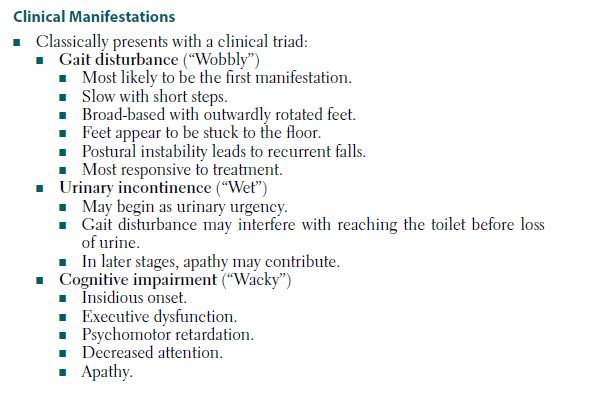 Clinical Manifestations
■ Classically presents with a clinical triad:
■ Gait disturbance (“Wobbly”)
■ Most likely to be the first manifestation.
■ Slow with short steps.
■ Broad-based with outwardly rotated feet.
■ Feet appear to be stuck to the floor.
■ Postural instability leads to recurrent falls.
■ Most responsive to treatment.
■ Urinary incontinence (“Wet”)
■ May begin as urinary urgency.
■ Gait disturbance may interfere with reaching the toilet before loss
of urine.
■ In later stages, apathy may contribute.
■ Cognitive impairment (“Wacky”)
■ Insidious onset.
■ Executive dysfunction.
■ Psychomotor retardation.
■ Decreased attention.
■ Apathy.